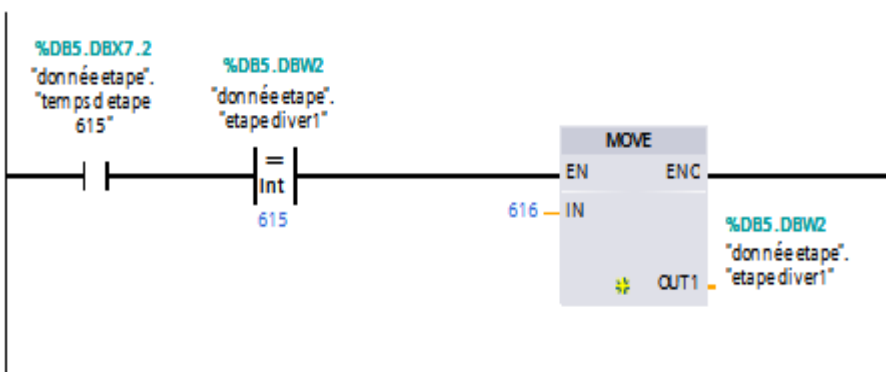 %DB5.DBX7.2
"donnée etape".
"temps d etape
615"
%DB5.DBW2
"donnée etape".
"etape diver1"
=
Int
615
MOVE
EN ENO
616 IN
OUT1
%DB5.DBW2
"donnée etape".
"etape diver1"